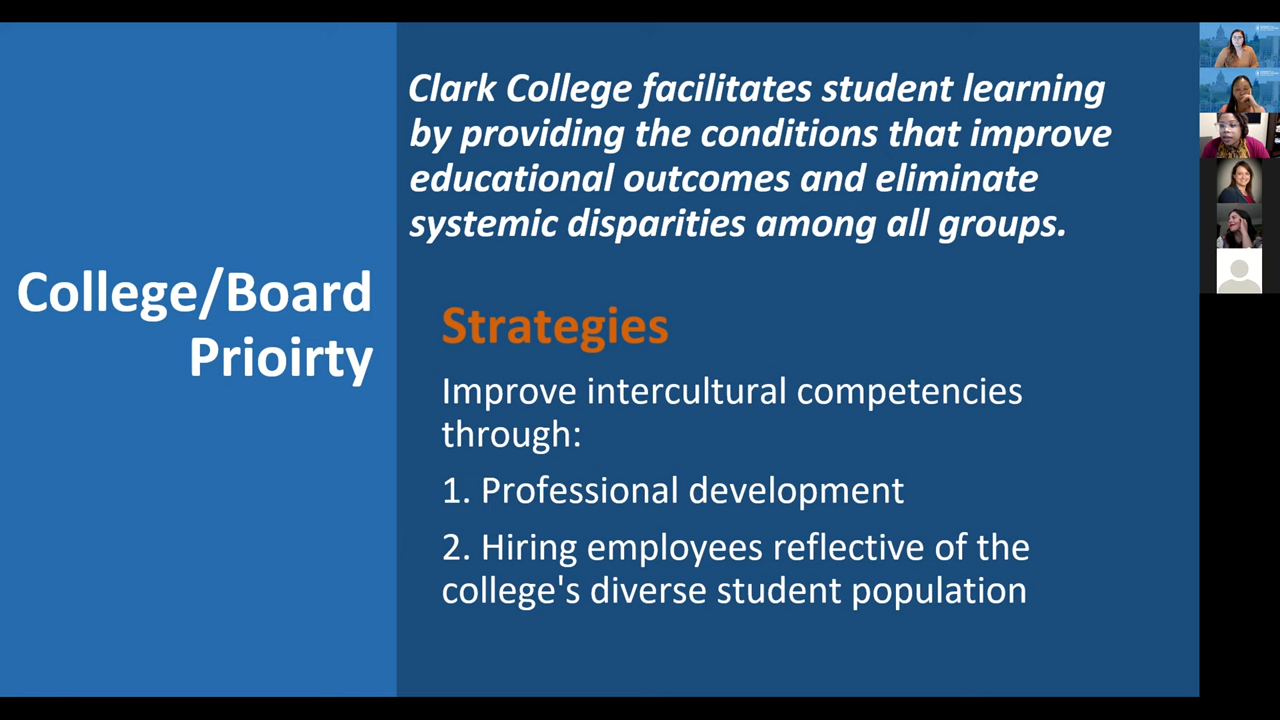 College/Board
Prioirty
Clark College facilitates student learning
by providing the conditions that improve
educational outcomes and eliminate
systemic disparities among all groups.
Strategies
Improve intercultural competencies
through:
1. Professional development
2. Hiring employees reflective of the
college's diverse student population